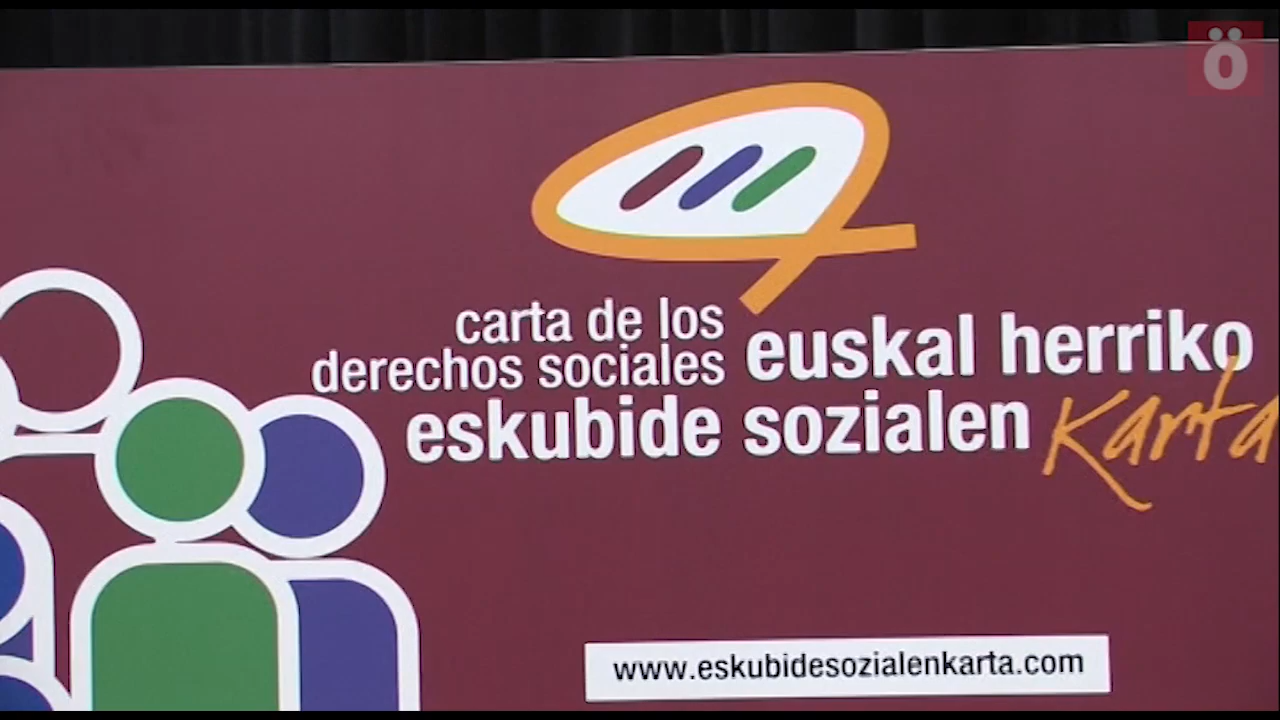 Ö
carta de los
derechos sociales
euskal herriko
eskubide sozialen karta
www.eskubidesozialenkarta.com